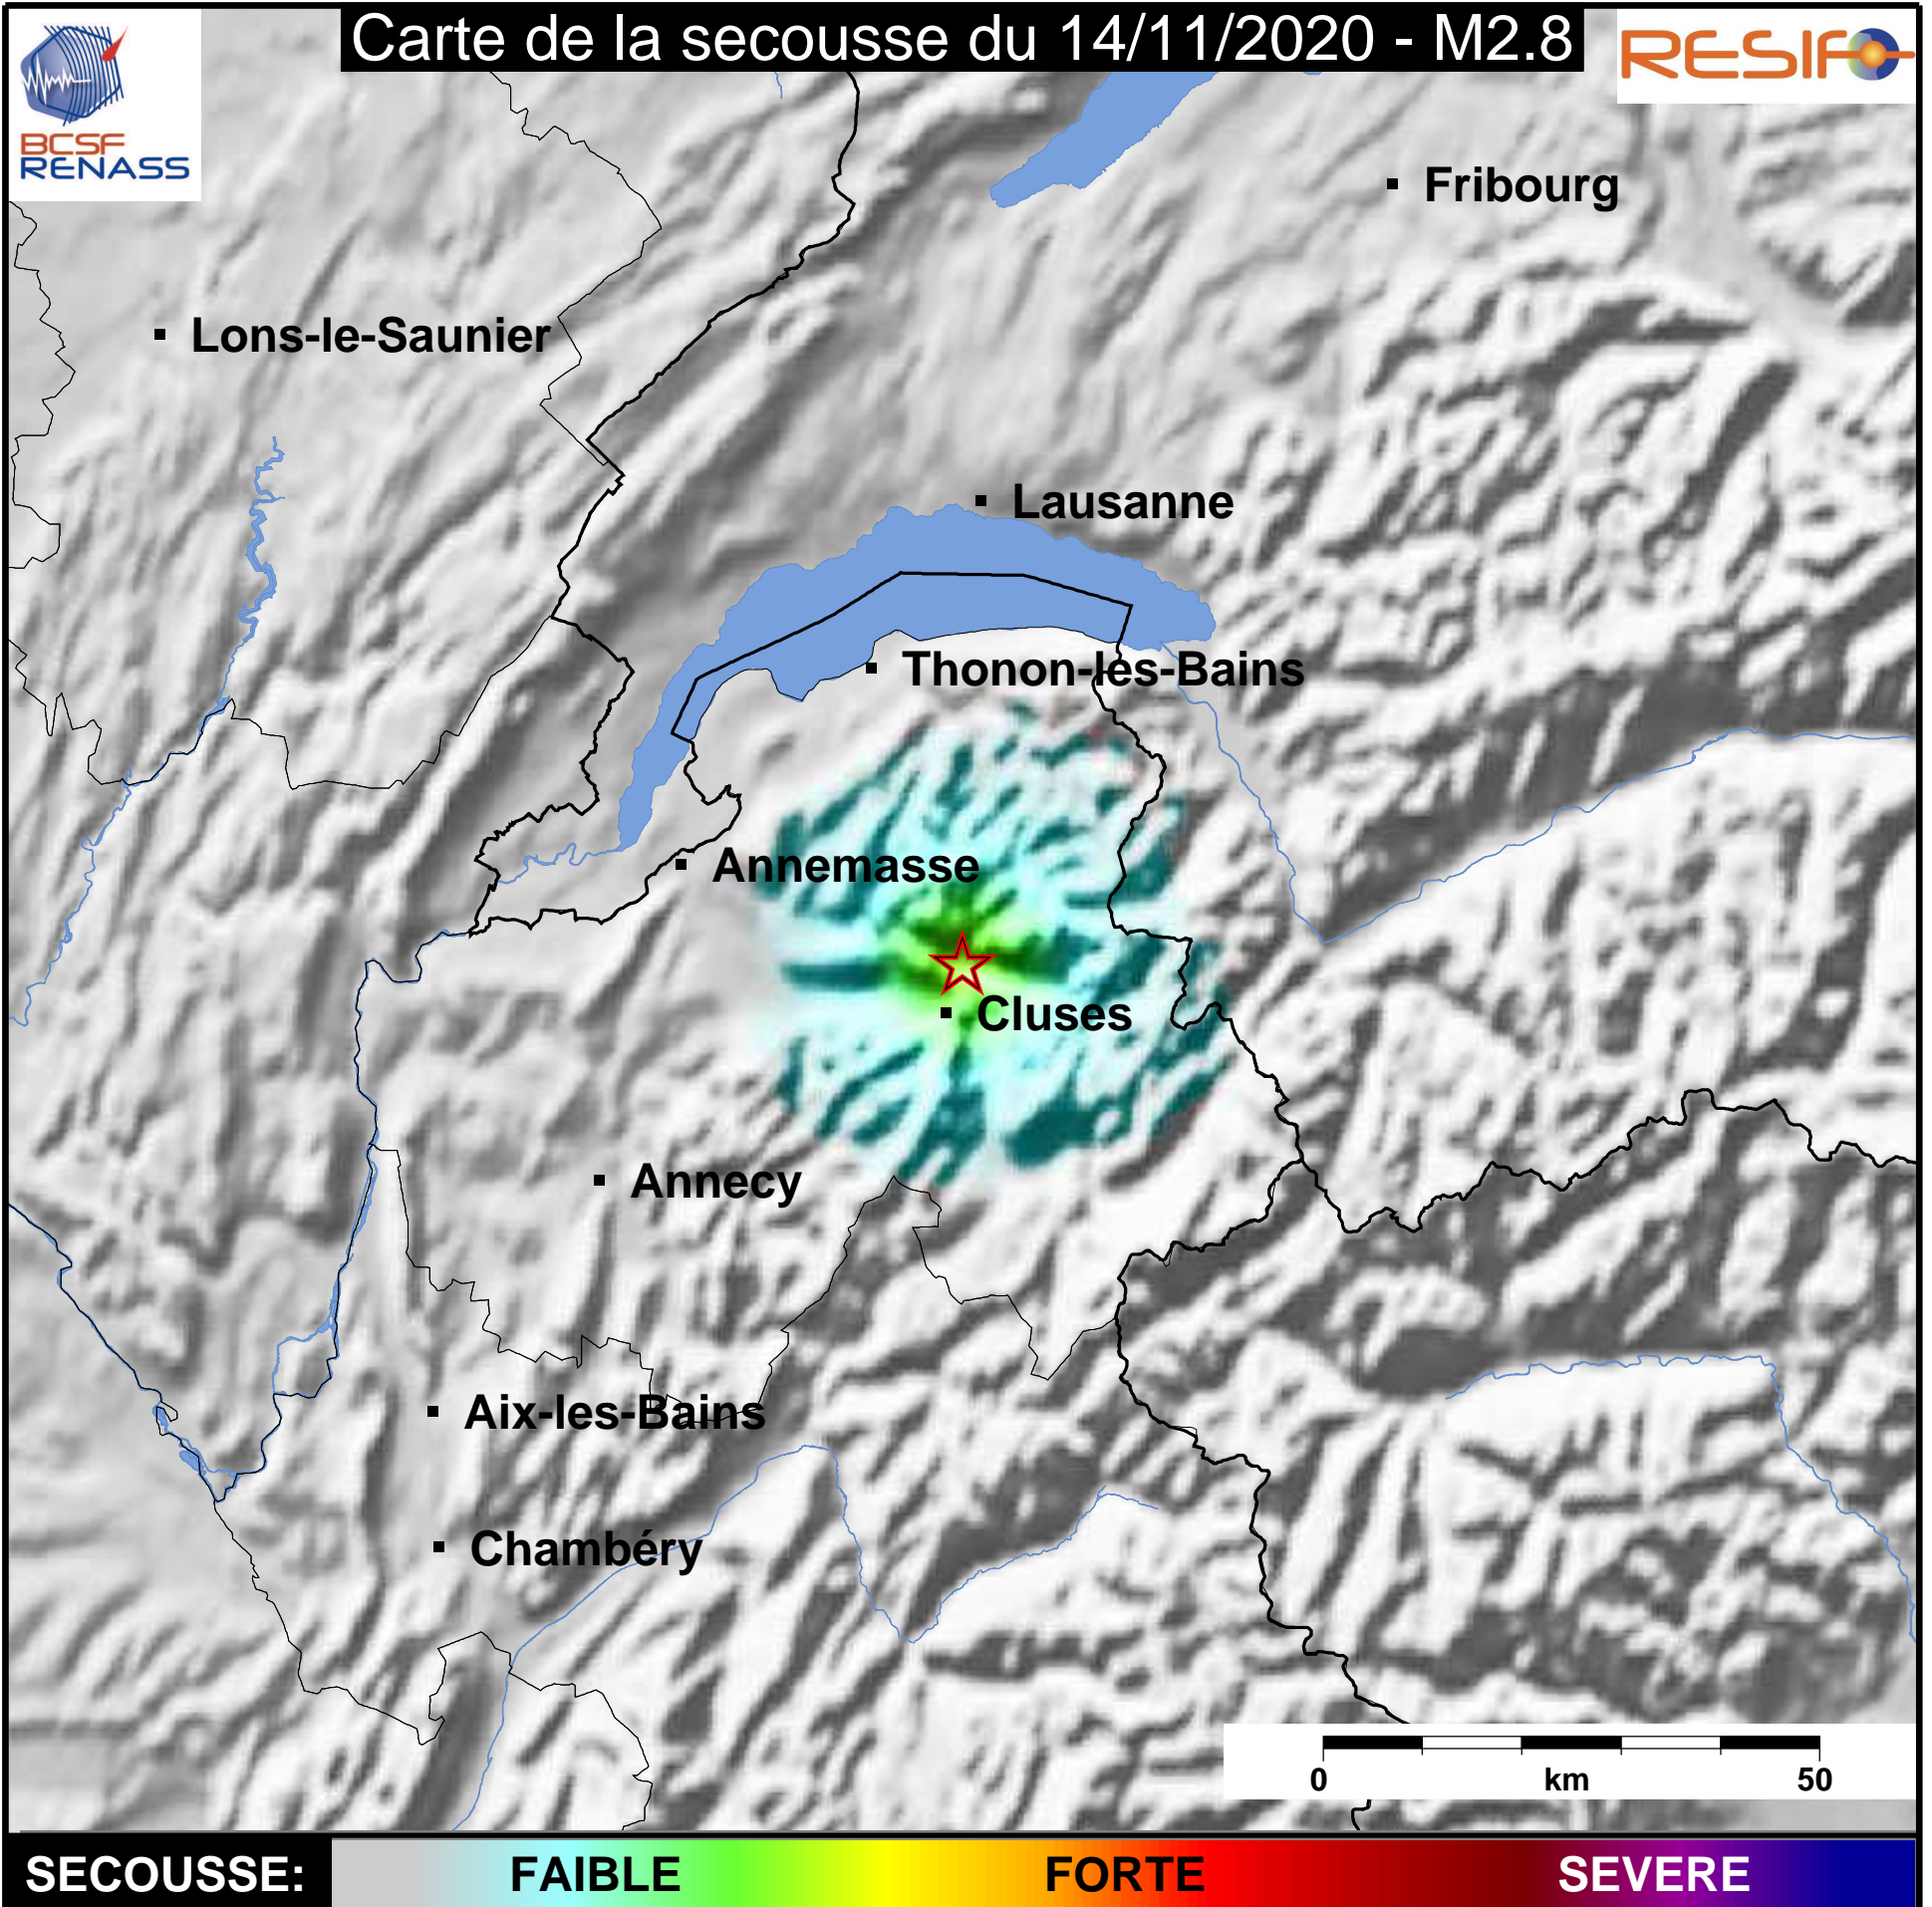 Carte de la secousse du 14/11/2020 - M2.8
BCSF
RENASS
RESIF
Fribourg
Lons-le-Saunier
Lausanne
Thonon-les-Bains
Annemasse
Cluses
Annecy
Aix-les-Bains
Chambéry
0 km 50
SECOUSSE: FAIBLE FORTE SEVERE